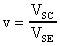 v = V_SC / V_SE